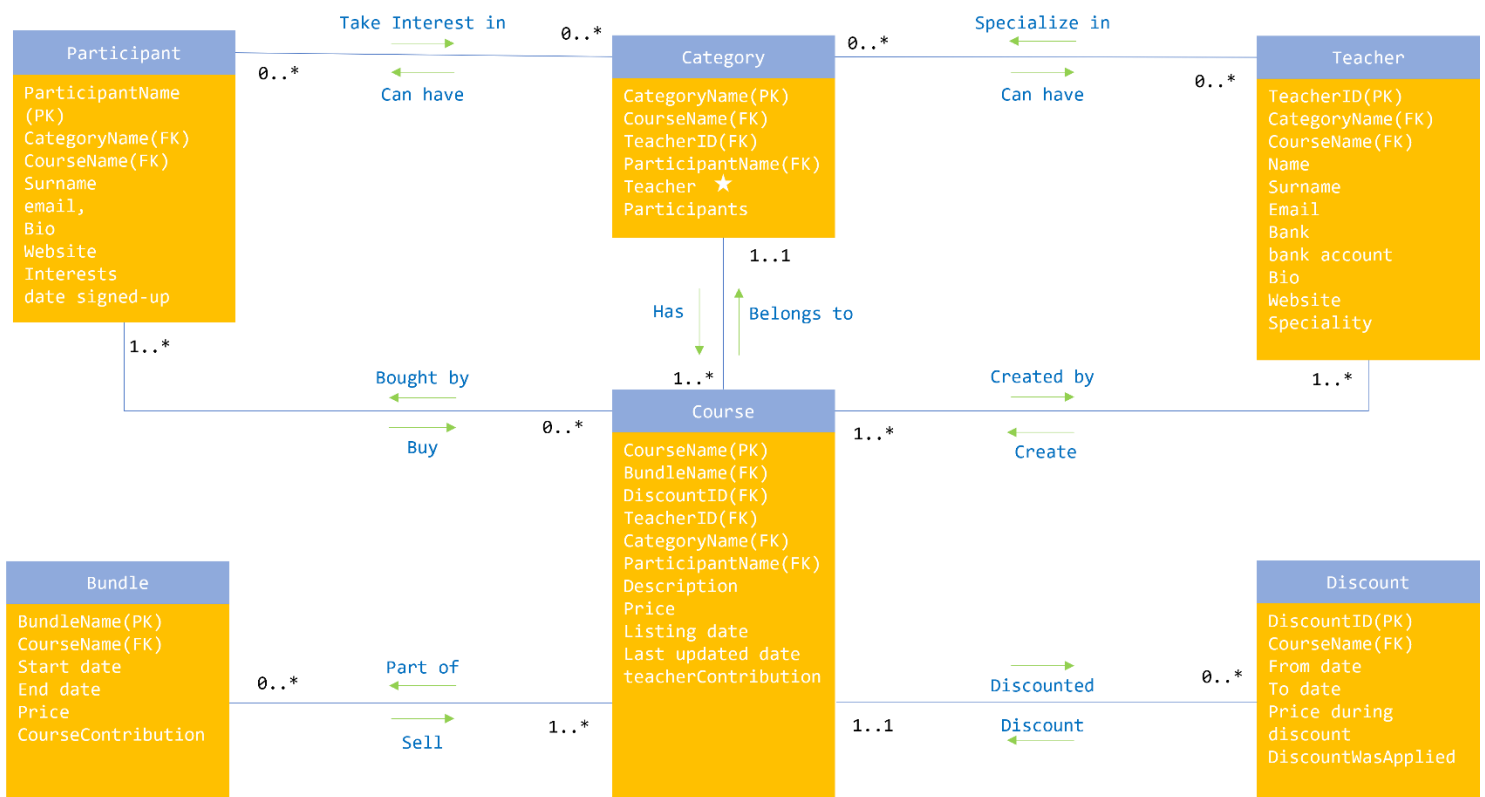 Take Interest in
0..*
0..*
Can have
Specialize in
0..*
0..*
Can have
Participant
ParticipantName
(PK)
CategoryName(FK)
CourseName(FK)
Surname
email,
Bio
Website
Interests
date signed-up
1..*
Category
CategoryName(PK)
CourseName(FK)
TeacherID(FK)
ParticipantName(FK)
Teacher
Participants
1..1
Has
Belongs to
1..*
Teacher
TeacherID(PK)
CategoryName(FK)
CourseName(FK)
Name
Surname
Email
Bank
bank account
Bio
Website
Speciality
1..*
Bought by
0..*
Buy
Created by
1..*
Create
Course
CourseName(PK)
BundleName(FK)
DiscountID(FK)
TeacherID(FK)
CategoryName(FK)
ParticipantName(FK)
Description
Price
Listing date
Last updated date
teacherContribution
Bundle
BundleName(PK)
CourseName(FK)
Start date
End date
Price
CourseContribution
0..*
Part of
1..*
Sell
Discounted
0..*
1..1
Discount
Discount
DiscountID(PK)
CourseName(FK)
From date
To date
Price during
discount
DiscountWasApplied